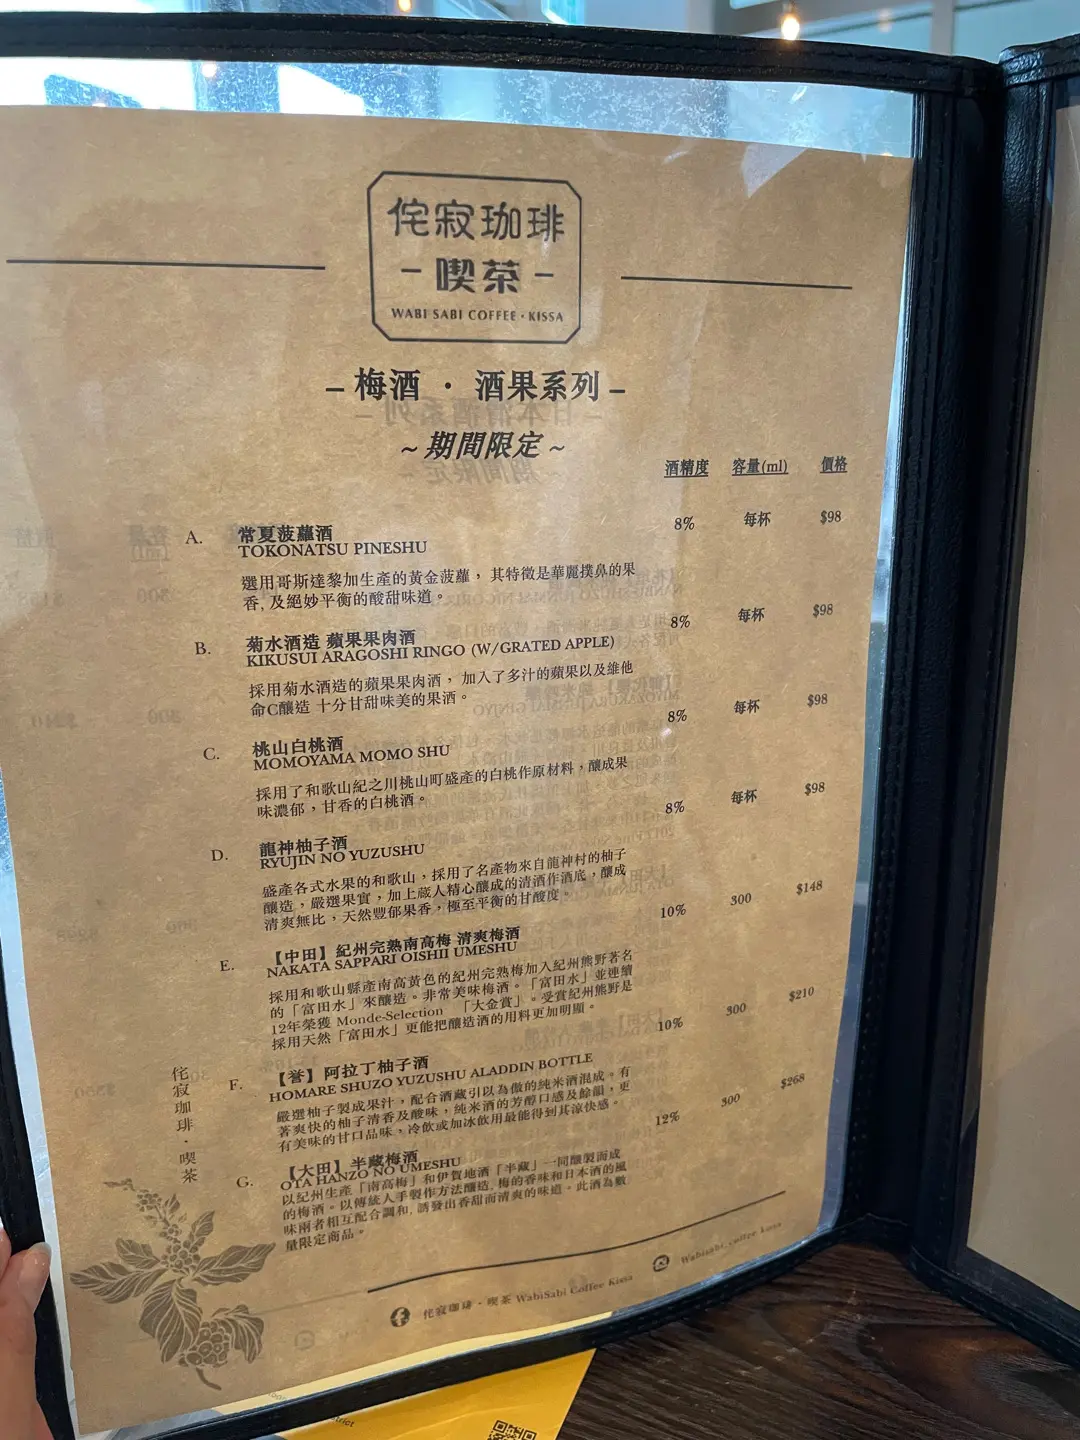 侘寂珈琲
－喫茶－
WABI SABI COFFEE・KISSA
– 梅酒 ・ 酒果系列 –
~ 期間限定 ~
酒精度 容量(ml) 價格
A. 常夏菠蘿酒 8% 每杯 $98
TOKONATSU PINESHU
選用哥斯達黎加生產的黃金菠蘿，其特徵是華麗撲鼻的果
香, 及絕妙平衡的酸甜味道。
B. 菊水酒造 蘋果果肉酒 8% 每杯 $98
KIKUSUI ARAGOSHI RINGO (W/GRATED APPLE)
採用菊水酒造的蘋果果肉酒，加入了多汁的蘋果以及維他
命C釀造 十分甘甜味美的果酒。
C. 桃山白桃酒 8% 每杯 $98
MOMOYAMA MOMO SHU
採用了和歌山紀之川桃山町盛產的白桃作原材料，釀成果
味濃郁，甘香的白桃酒。
D. 龍神柚子酒 8% 每杯 $98
RYUJIN NO YUZUSHU
盛產各式水果的和歌山，採用了名產物來自龍神村的柚子
釀造，嚴選果實，加上蔵人精心釀成的清酒作酒底，釀成
清爽無比，天然豐郁果香，極至平衡的甘酸度。
E. 【中田】紀州完熟南高梅 清爽梅酒 10% 300 $148
NAKATA SAPPARI OISHII UMESHU
採用和歌山縣產南高黃色的紀州完熟梅加入紀州熊野著名
的「富田水」來釀造。非常美味梅酒。「富田水」並連續
12年榮獲 Monde-Selection 「大金賞」。受賞紀州熊野是
採用天然「富田水」更能把釀造酒的用料更加明顯。
F. 【誉】阿拉丁柚子酒 10% 300 $210
HOMARE SHUZO YUZUSHU ALADDIN BOTTLE
嚴選柚子製成果汁，配合酒蔵引以為傲的純米酒混成。有
著爽快的柚子清香及酸味，純米酒的芳醇口感及餘韻，更
有美味的甘口品味，冷飲或加冰飲用最能得到其涼快感。
G. 【大田】半蔵梅酒 12% 300 $268
OTA HANZO NO UMESHU
以紀州生產「南高梅」和伊賀地酒「半蔵」一同釀製海成
的梅酒。以傳統人手製作方法釀造, 梅的香味和日本酒的風
味兩者相互配合調和, 誘發出香甜而清爽的味道。此酒為數
量限定商品。
侘寂珈琲・喫茶
侘寂珈琲・喫茶 WabiSabi Coffee Kissa Wabisabi_coffee_kissa